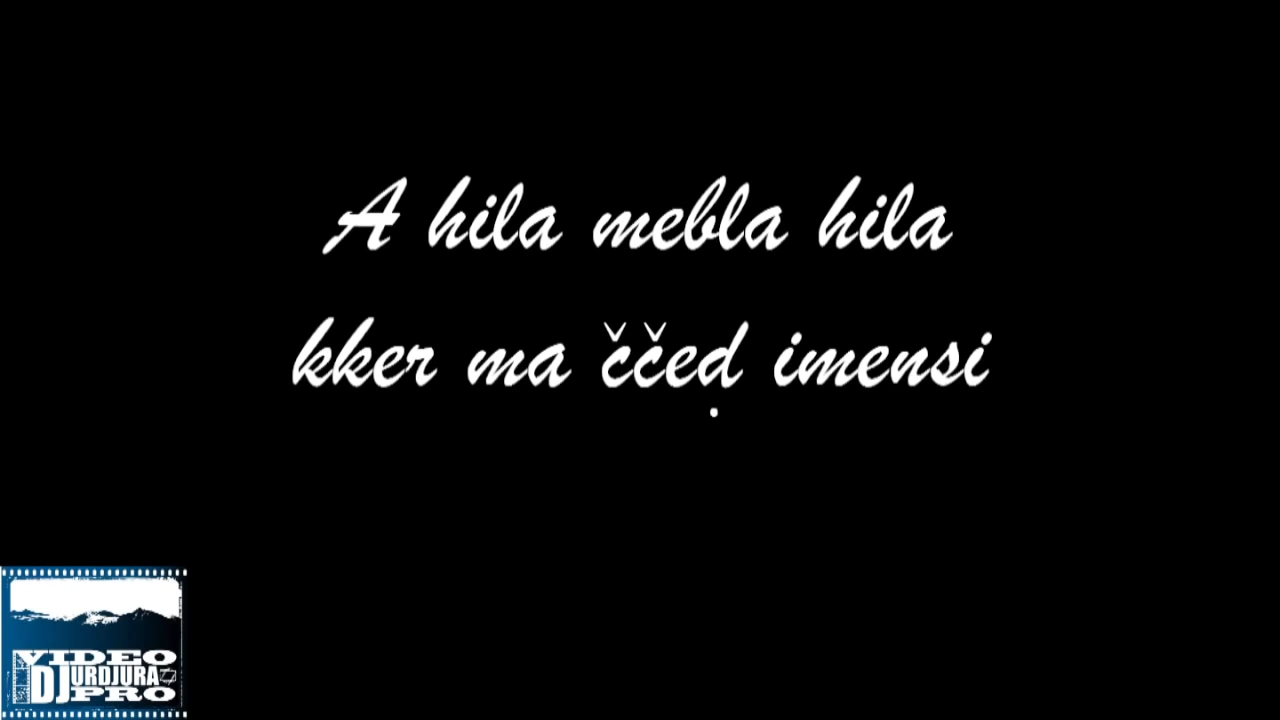 A hila mebla hila
kker ma ččeḍ imensi
VIDEO
DJURDJURA
PRO